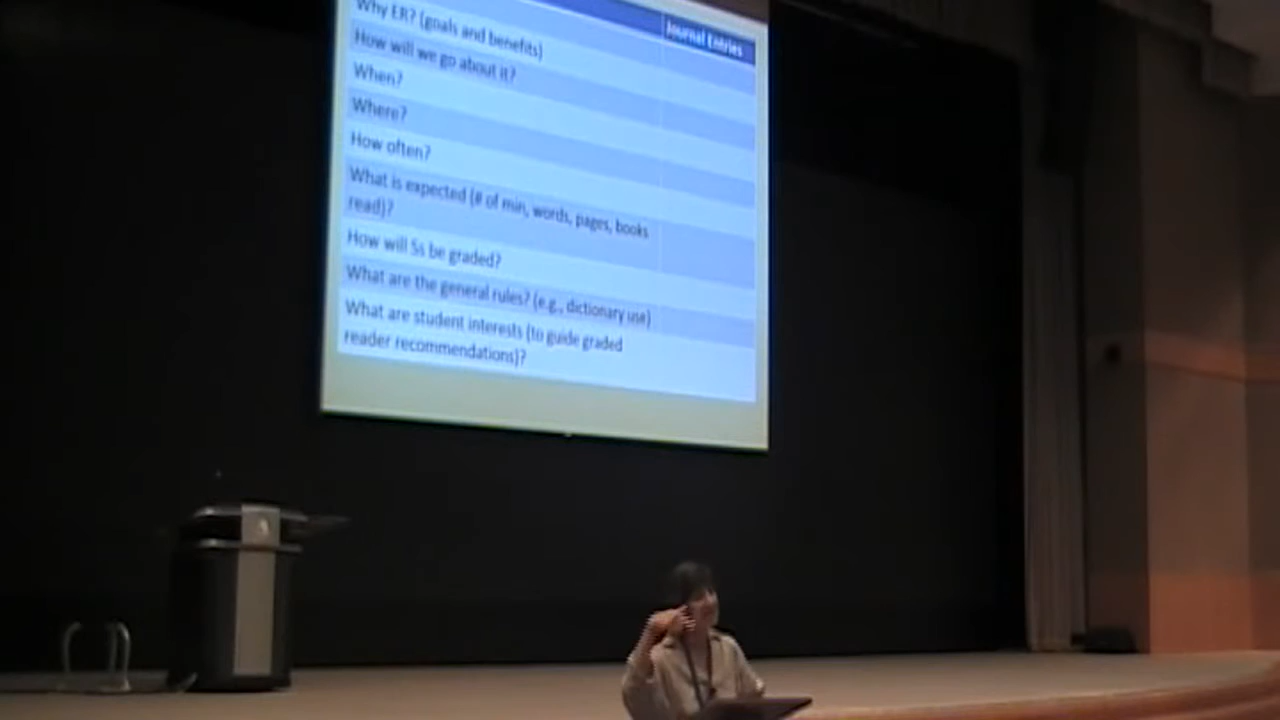 Journal Entries
Why ER? (goals and benefits)
How will we go about it?
When?
Where?
How often?
What is expected (# of min, words, pages, books
read)?
How will Ss be graded?
What are the general rules? (e.g., dictionary use)
What are student interests (to guide graded
reader recommendations)?